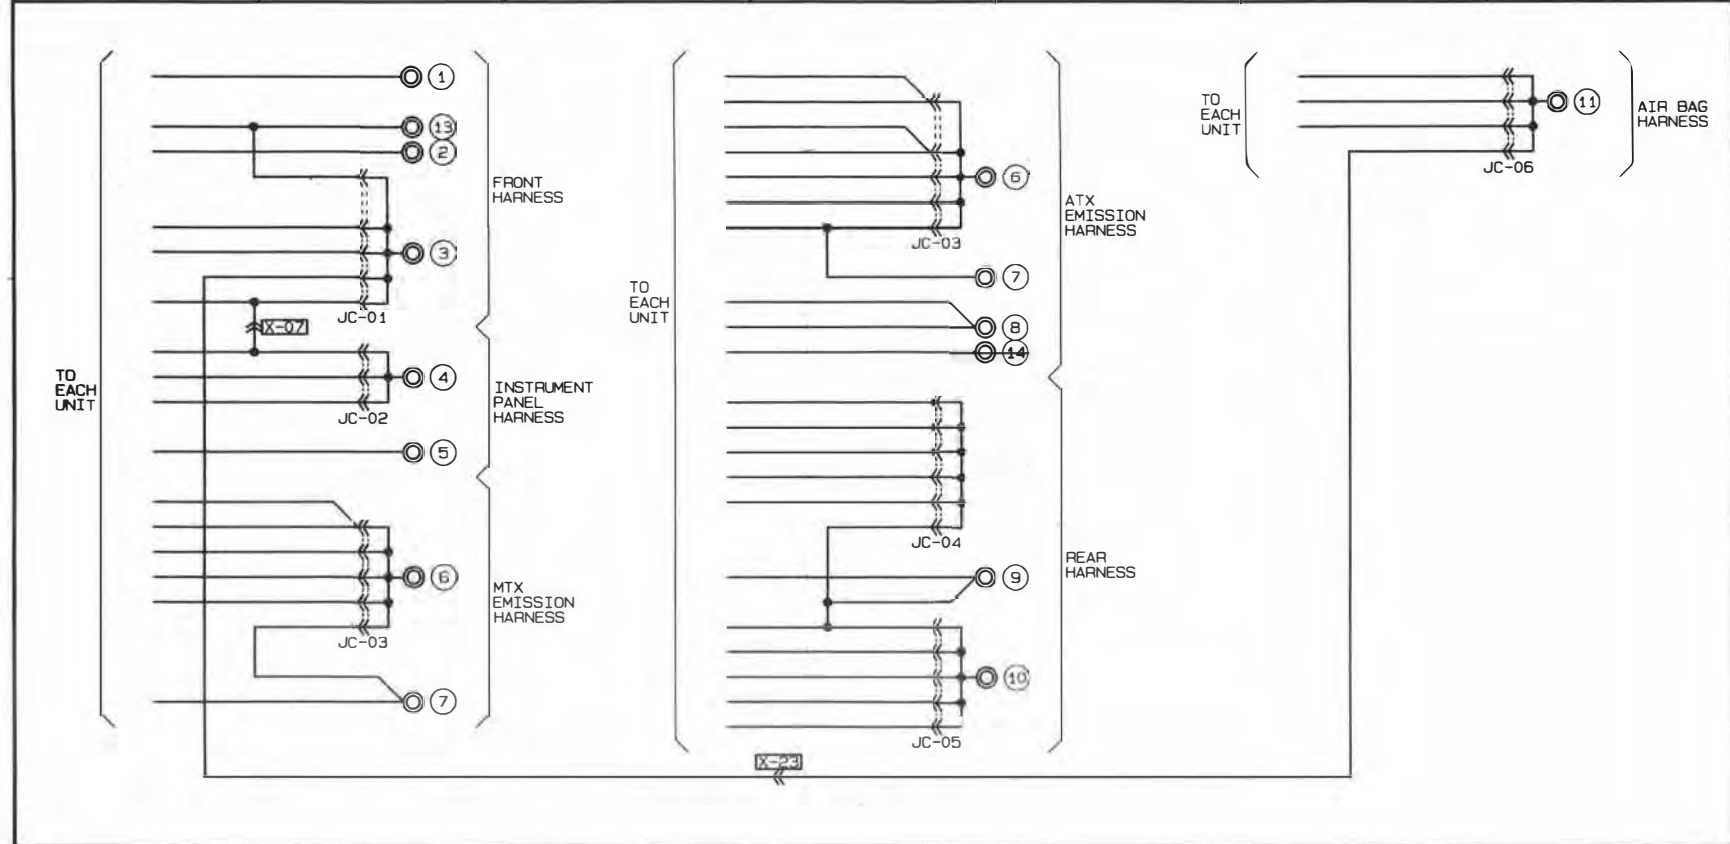 TO
EACH
UNIT
1
13
2
3
JC-01
X-07
4
JC-02
5
6
JC-03
7
FRONT
HARNESS
INSTRUMENT
PANEL
HARNESS
MTX
EMISSION
HARNESS
TO
EACH
UNIT
6
JC-03
7
8
14
JC-04
9
10
JC-05
X-23
ATX
EMISSION
HARNESS
REAR
HARNESS
TO
EACH
UNIT
11
JC-06
AIR BAG
HARNESS